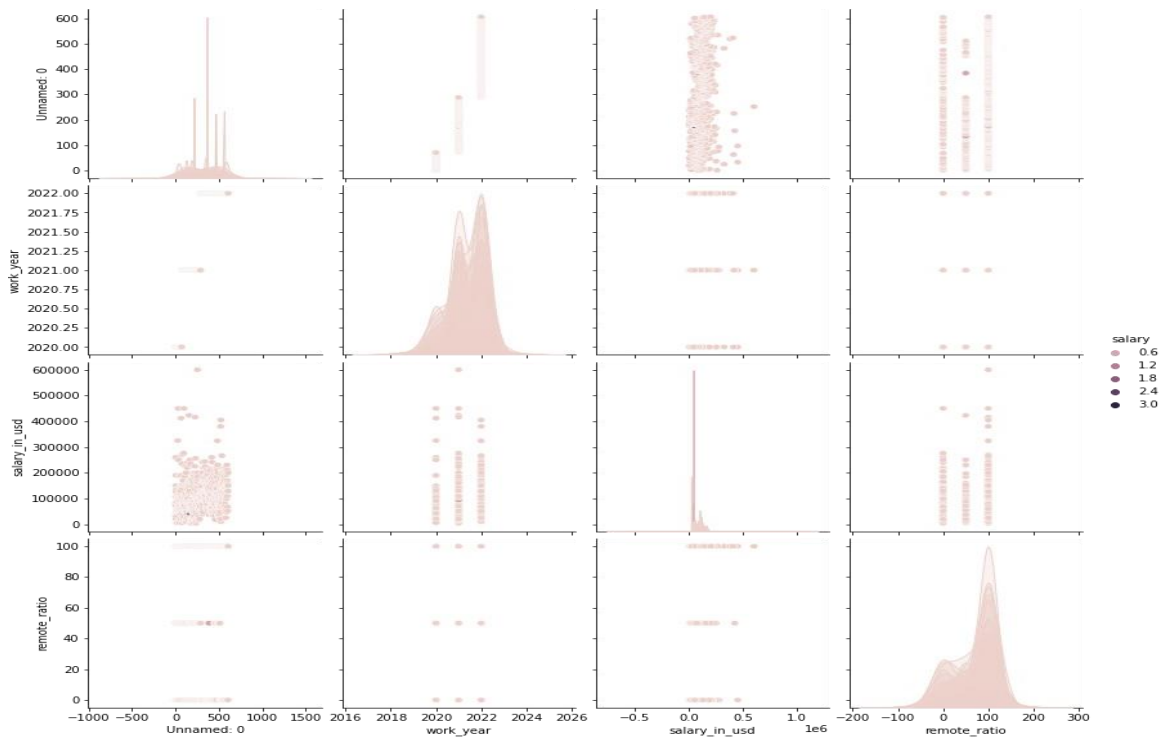 600
500
400
300
200
100
0
Unnamed: 0
2022.00
2021.75
2021.50
2021.25
2021.00
2020.75
2020.50
2020.25
2020.00
work_year
600000
500000
400000
300000
200000
100000
0
salary_in_usd
100
80
60
40
20
0
remote_ratio
salary
0.6
1.2
1.8
2.4
3.0
−1000 −500 0 500 1000 1500
Unnamed: 0
2016 2018 2020 2022 2024 2026
work_year
−0.5 0.0 0.5 1.0
1e6
salary_in_usd
−200 −100 0 100 200 300
remote_ratio